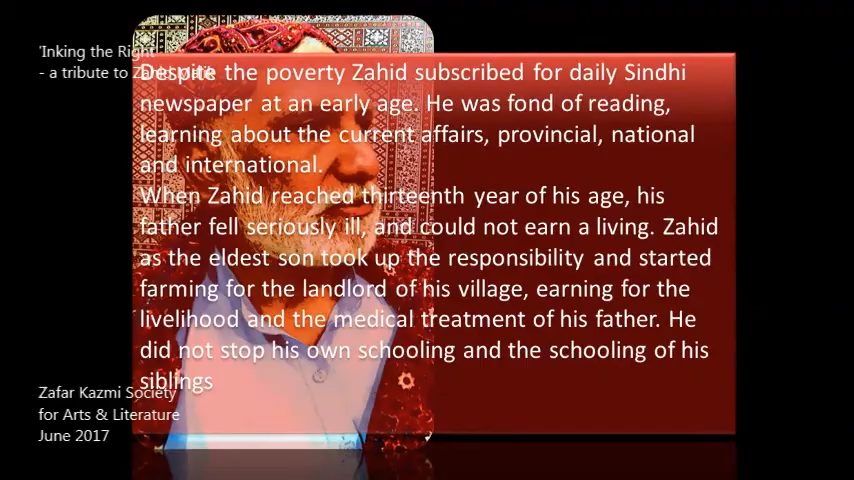 'Inking the Right
- a tribute to Zahid
Despite the poverty Zahid subscribed for daily Sindhi
newspaper at an early age. He was fond of reading,
learning about the current affairs, provincial, national
and international.
When Zahid reached thirteenth year of his age, his
father fell seriously ill, and could not earn a living. Zahid
as the eldest son took up the responsibility and started
farming for the landlord of his village, earning for the
livelihood and the medical treatment of his father. He
did not stop his own schooling and the schooling of his
siblings
Zafar Kazmi Society
for Arts & Literature
June 2017